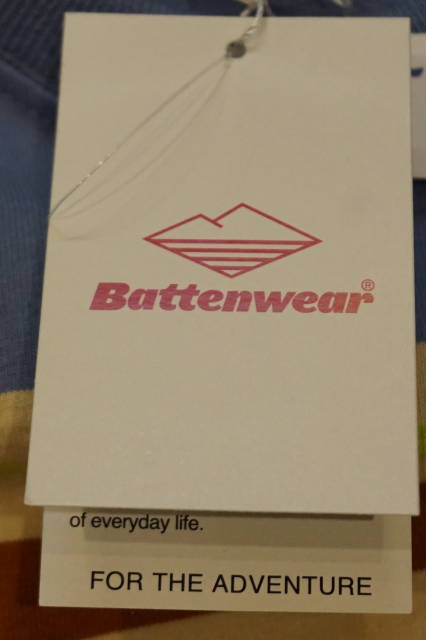 Battenwear®
of everyday life.
FOR THE ADVENTURE